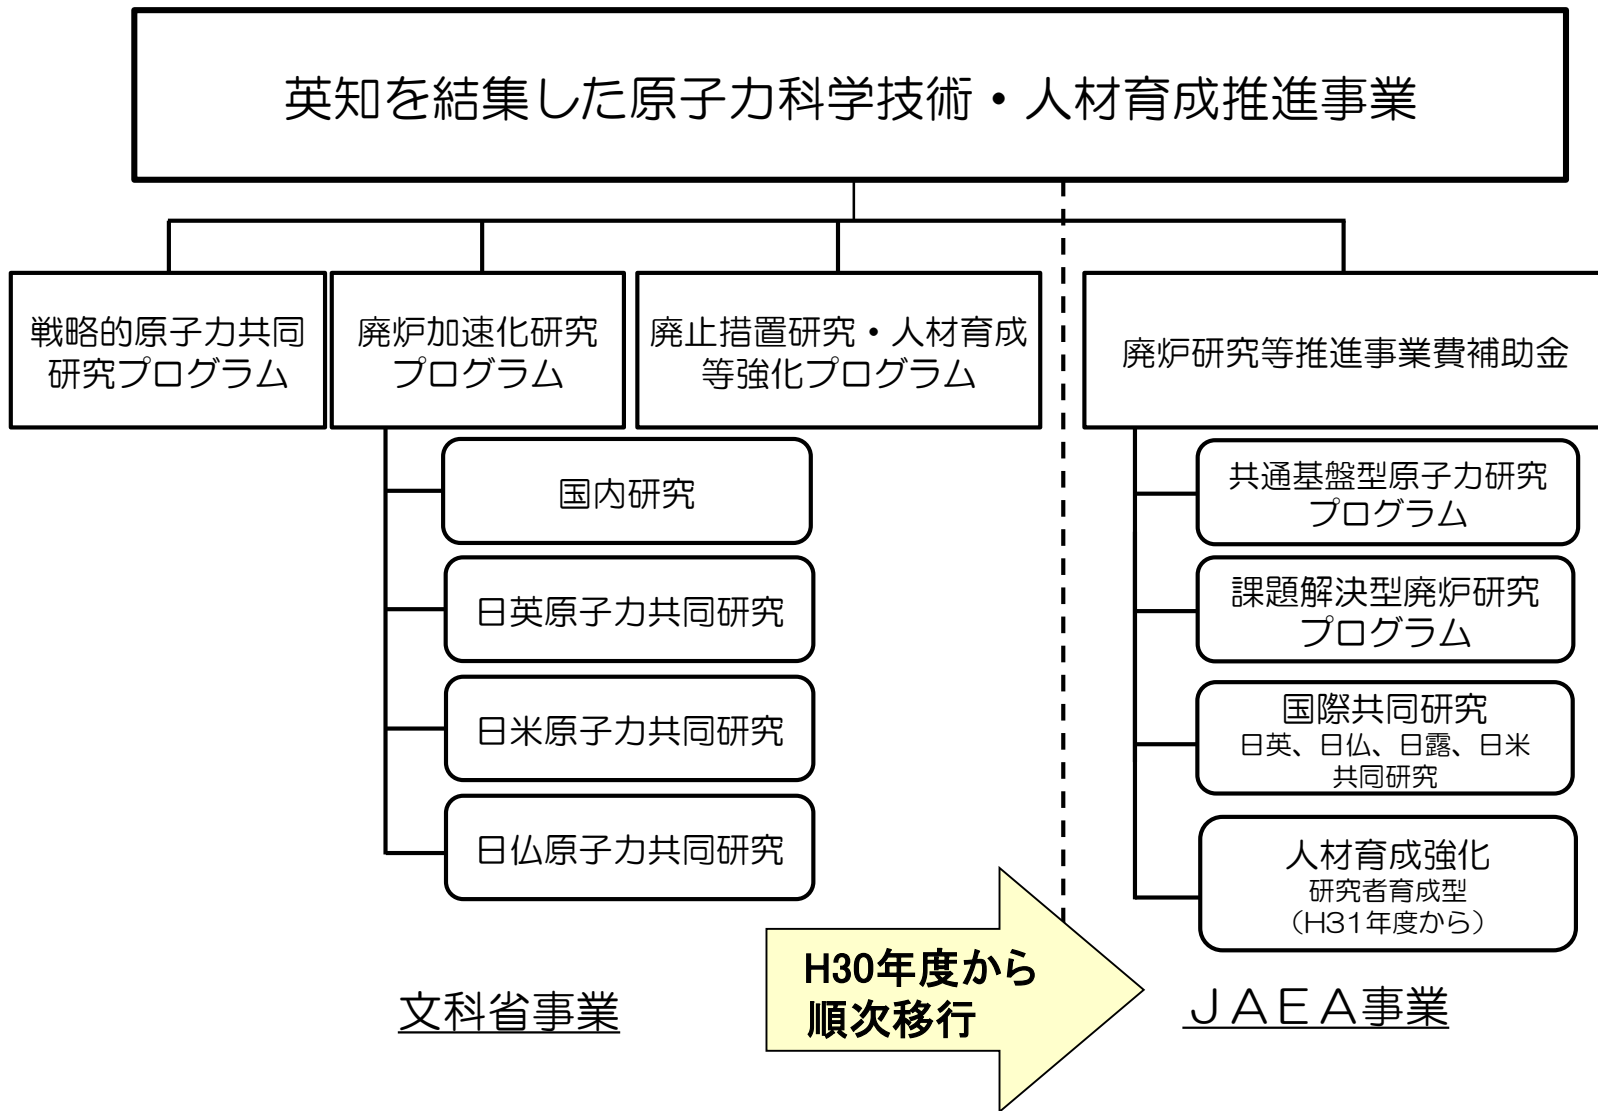 英知を結集した原子力科学技術・人材育成推進事業
戦略的原子力共同
研究プログラム
廃炉加速化研究
プログラム
廃止措置研究・人材育成
等強化プログラム
廃炉研究等推進事業費補助金
国内研究
日英原子力共同研究
日米原子力共同研究
日仏原子力共同研究
共通基盤型原子力研究
プログラム
課題解決型廃炉研究
プログラム
国際共同研究
日英、日仏、日露、日米
共同研究
人材育成強化
研究者育成型
（H31年度から）
文科省事業
H30年度から
順次移行
ＪＡＥＡ事業